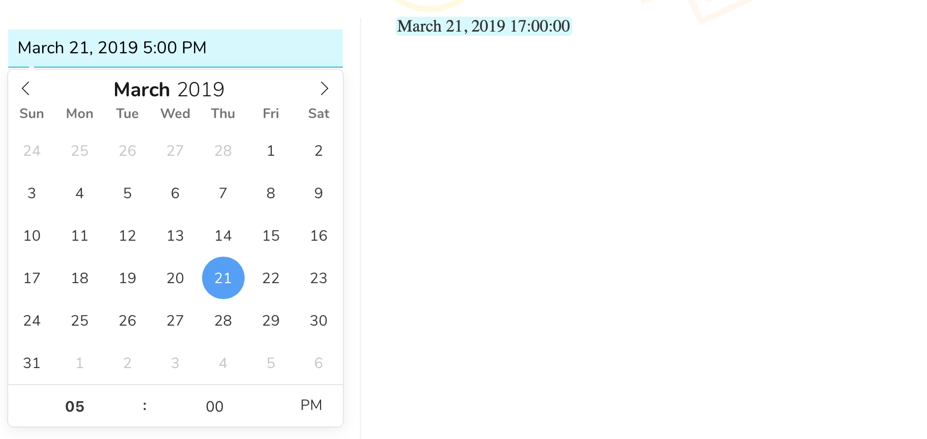 March 21, 2019 5:00 PM
March 2019
Sun Mon Tue Wed Thu Fri Sat
24 25 26 27 28 1 2
3 4 5 6 7 8 9
10 11 12 13 14 15 16
17 18 19 20 21 22 23
24 25 26 27 28 29 30
31 1 2 3 4 5 6
05 : 00 PM
March 21, 2019 17:00:00